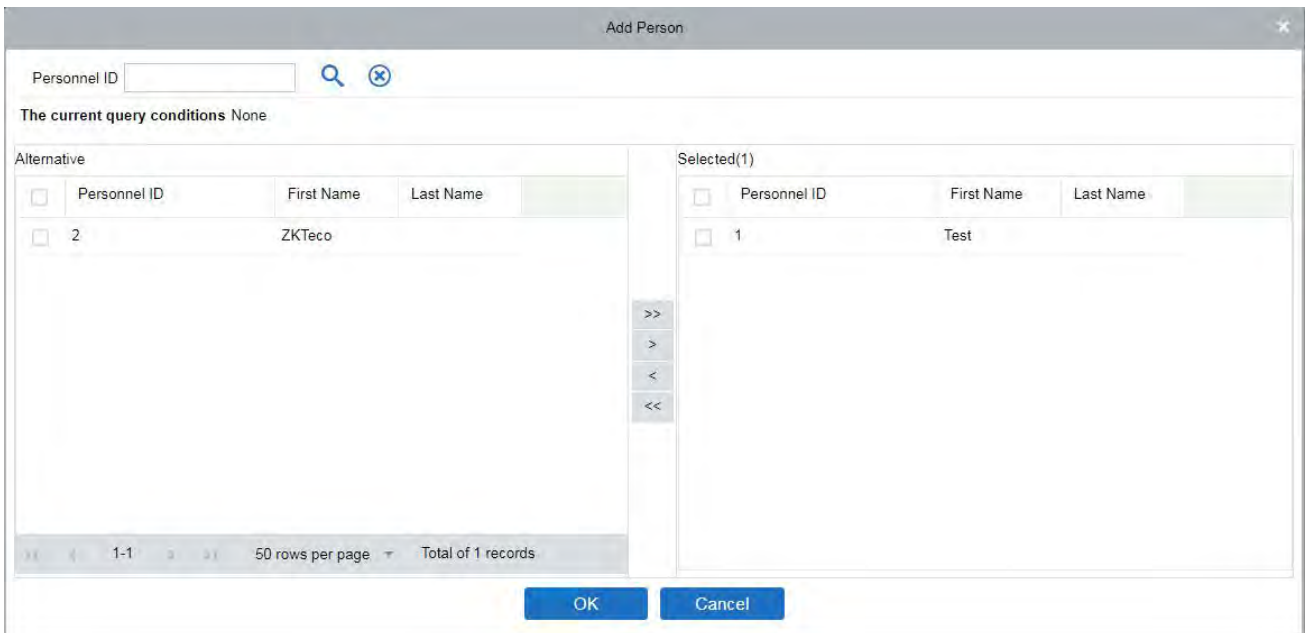 Add Person
Personnel ID
The current query conditions None
Alternative
Personnel ID First Name Last Name
2 ZKTeco
>>
>
<
<<
Selected(1)
Personnel ID First Name Last Name
1 Test
1-1 50 rows per page Total of 1 records
OK Cancel